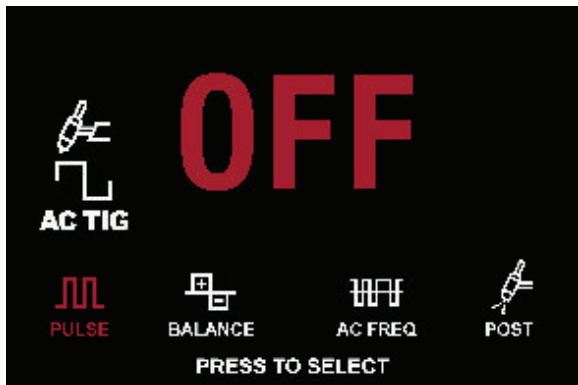 OFF
AC TIG
PULSE BALANCE AC FREQ POST
PRESS TO SELECT